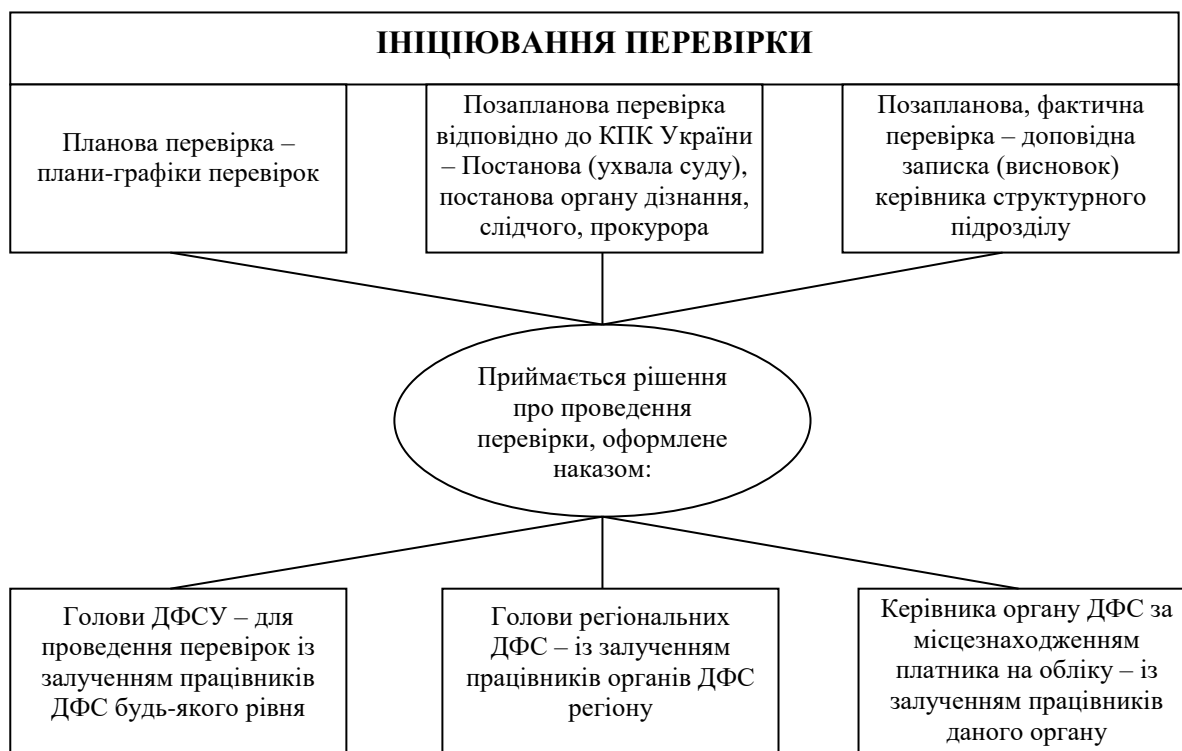 ІНІЦІЮВАННЯ ПЕРЕВІРКИ
Планова перевірка –
плани-графіки перевірок
Позапланова перевірка
відповідно до КПК України
– Постанова (ухвала суду),
постанова органу дізнання,
слідчого, прокурора
Позапланова, фактична
перевірка – доповідна
записка (висновок)
керівника структурного
підрозділу
Приймається рішення
про проведення
перевірки, оформлене
наказом:
Голови ДФСУ – для
проведення перевірок із
залученням працівників
ДФС будь-якого рівня
Голови регіональних
ДФС – із залученням
працівників органів ДФС
регіону
Керівника органу ДФС за
місцезнаходженням
платника на обліку – із
залученням працівників
даного органу